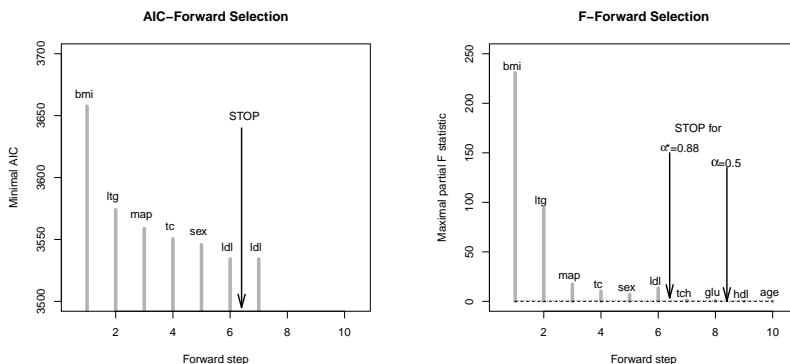 AIC−Forward Selection
Minimal AIC
3700
3650
3600
3550
3500
bmi
ltg
map
tc
sex
ldl
ldl
STOP
2
4
6
8
10
Forward step
F−Forward Selection
Maximal partial F statistic
250
200
150
100
50
0
bmi
ltg
map
tc
sex
ldl
tch
glu
hdl
age
STOP for
α*=0.88
α=0.5
2
4
6
8
10
Forward step